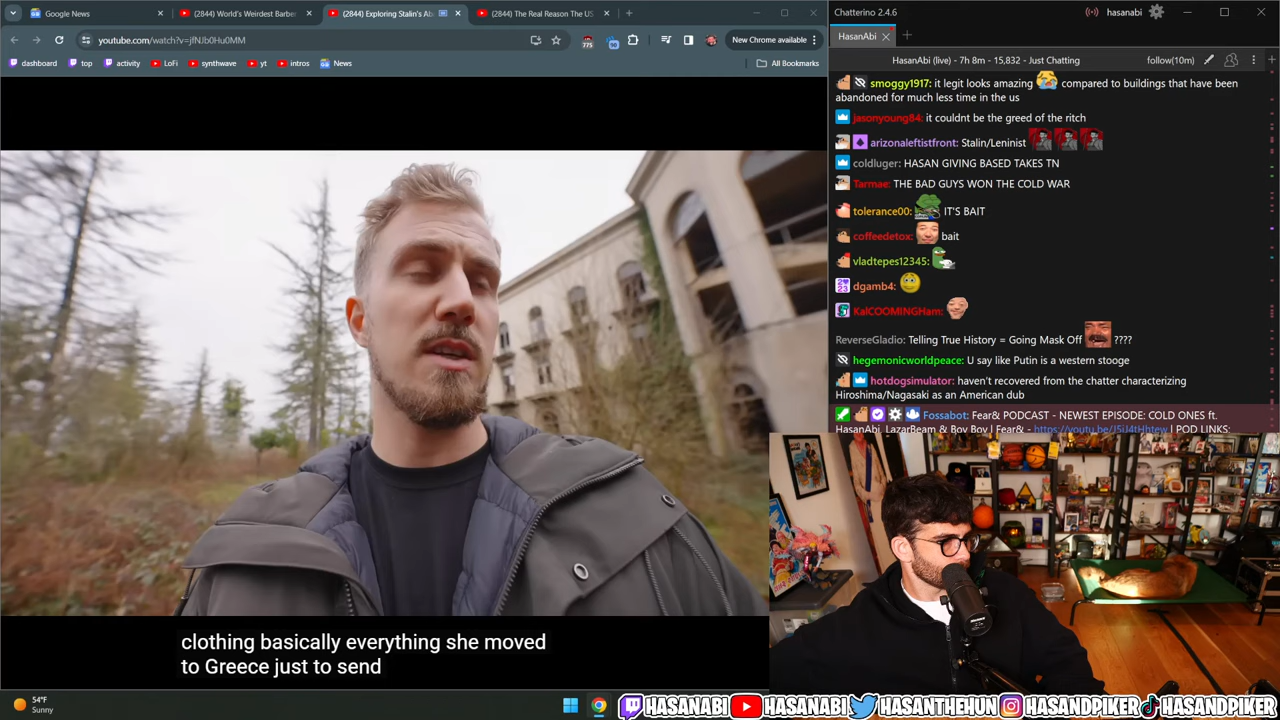 Google News
(2844) World's Weirdest Barbe
(2844) Exploring Stalin's Ab
(2844) The Real Reason The US
youtube.com/watch?v=jfNJb0Hu0MM
775
New Chrome available
dashboard
top
activity
LoFi
synthwave
yt
intros
News
All Bookmarks
clothing basically everything she moved
to Greece just to send
54°F
Sunny
Chatterino 2.4.6
hasanabi
HasanAbi
HasanAbi (live) - 7h 8m - 15,832 - Just Chatting
follow(10m)
smoggy1917: it legit looks amazing compared to buildings that have been
abandoned for much less time in the us
jasonyoung84: it couldnt be the greed of the ritch
arizonaleftistfront: Stalin/Leninist
coldluger: HASAN GIVING BASED TAKES TN
Tarmae: THE BAD GUYS WON THE COLD WAR
tolerance00: IT'S BAIT
coffeedetox: bait
vladtepes12345:
dgamb4:
KalCOOMINGHam:
ReverseGladio: Telling True History = Going Mask Off ????
hegemonicworldpeace: U say like Putin is a western stooge
hotdogsimulator: haven't recovered from the chatter characterizing
Hiroshima/Nagasaki as an American dub
Fossabot: Fear& PODCAST - NEWEST EPISODE: COLD ONES ft.
HasanAbi, LazarBeam & Boy Boy | Fear& - https://youtu.be/J5iJ4tHhtew | POD LINKS:
HASANABI
HASANABI
HASANTHEHUN
HASANDPIKER
HASANDPIKER